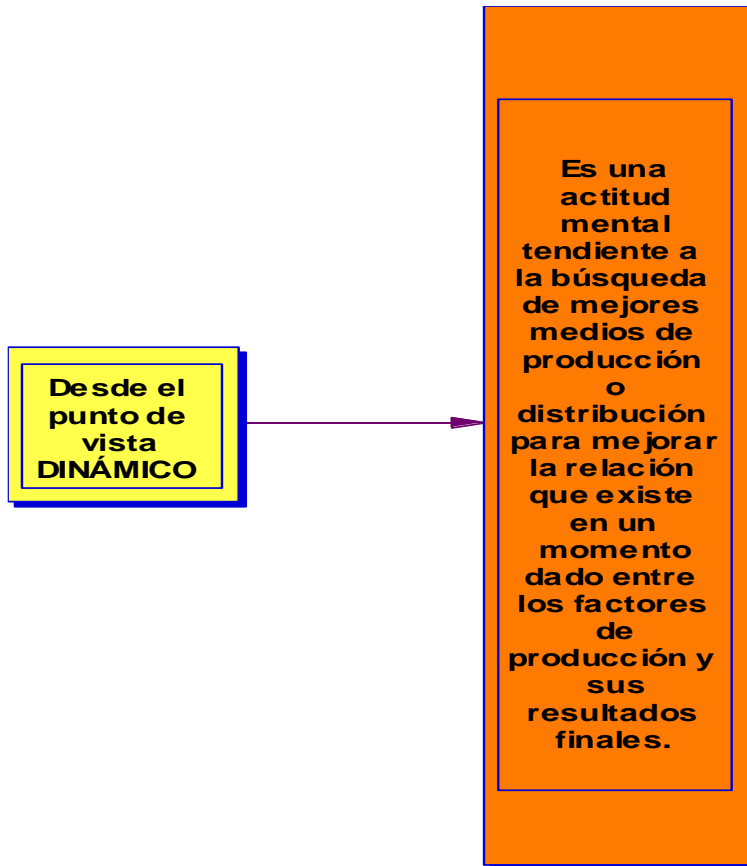 Desde el
punto de
vista
DINÁMICO
Es una
actitud
mental
tendiente a
la búsqueda
de mejores
medios de
producción
o
distribución
para mejorar
la relación
que existe
en un
momento
dado entre
los factores
de
producción y
sus
resultados
finales.